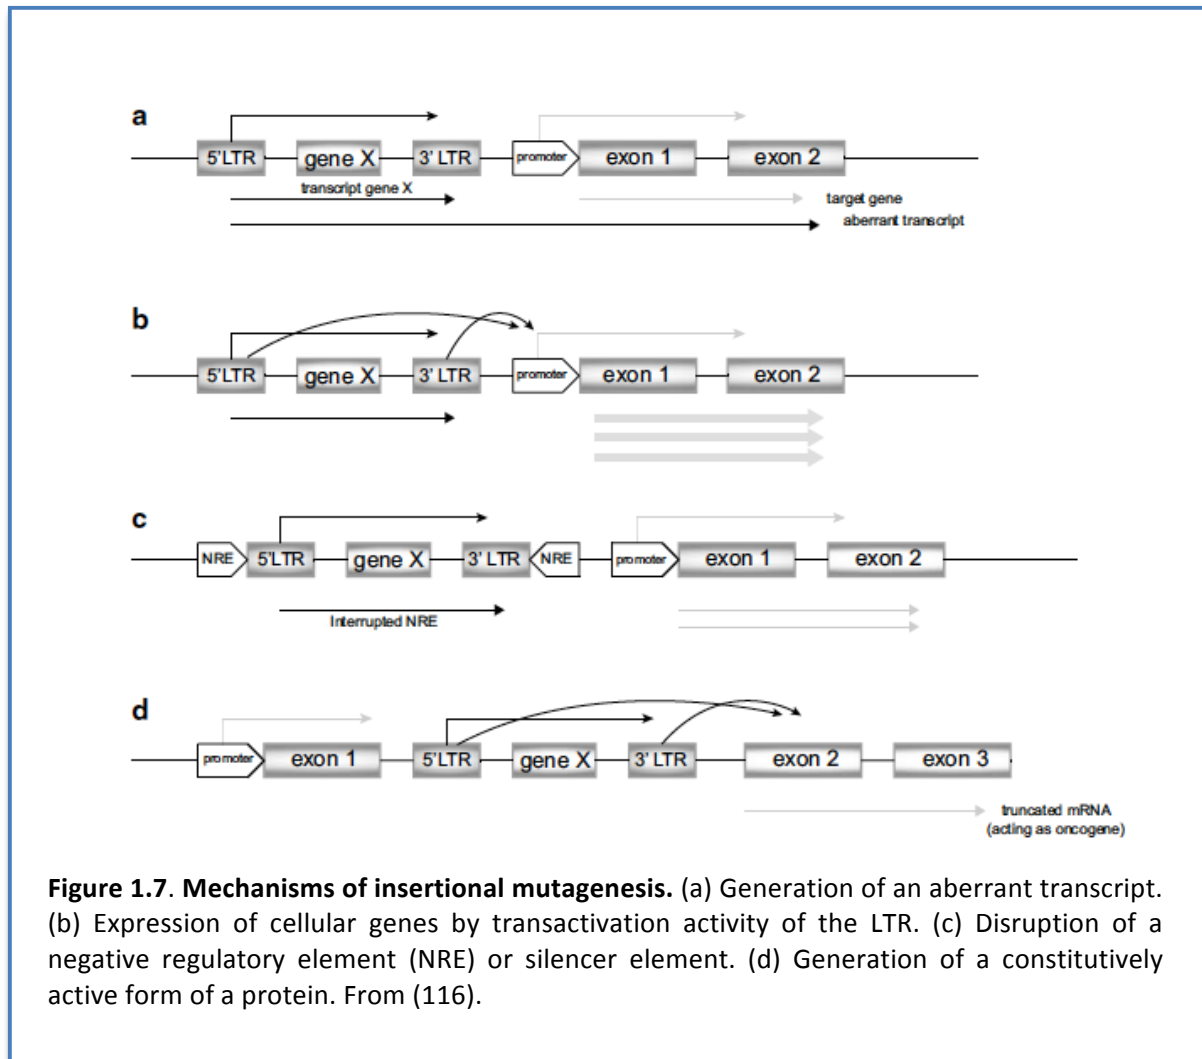 a
5'LTR gene X 3' LTR promoter exon 1 exon 2
transcript gene X
target gene
aberrant transcript
b
5'LTR gene X 3' LTR promoter exon 1 exon 2
c
NRE 5'LTR gene X 3' LTR NRE promoter exon 1 exon 2
Interrupted NRE
d
promoter exon 1 5'LTR gene X 3' LTR exon 2 exon 3
truncated mRNA
(acting as oncogene)
Figure 1.7. Mechanisms of insertional mutagenesis. (a) Generation of an aberrant transcript.
(b) Expression of cellular genes by transactivation activity of the LTR. (c) Disruption of a
negative regulatory element (NRE) or silencer element. (d) Generation of a constitutively
active form of a protein. From (116).